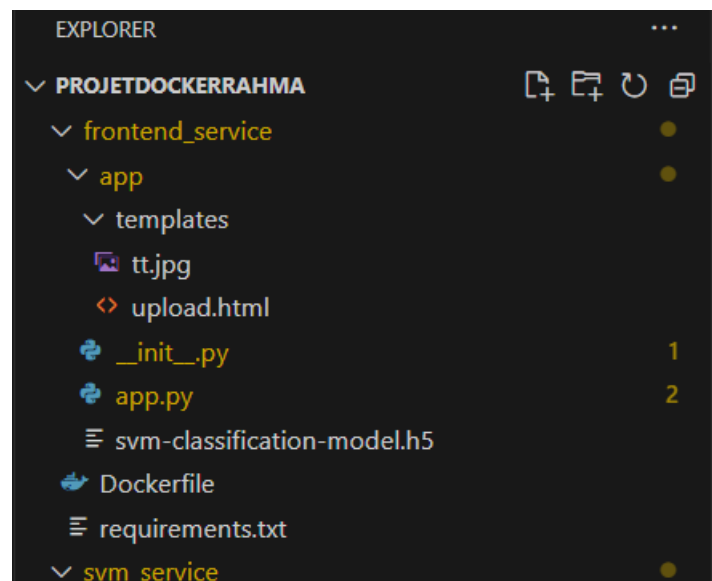 EXPLORER
PROJETDOCKERRAHMA
frontend_service
app
templates
tt.jpg
upload.html
__init__.py 1
app.py 2
svm-classification-model.h5
Dockerfile
requirements.txt
svm_service